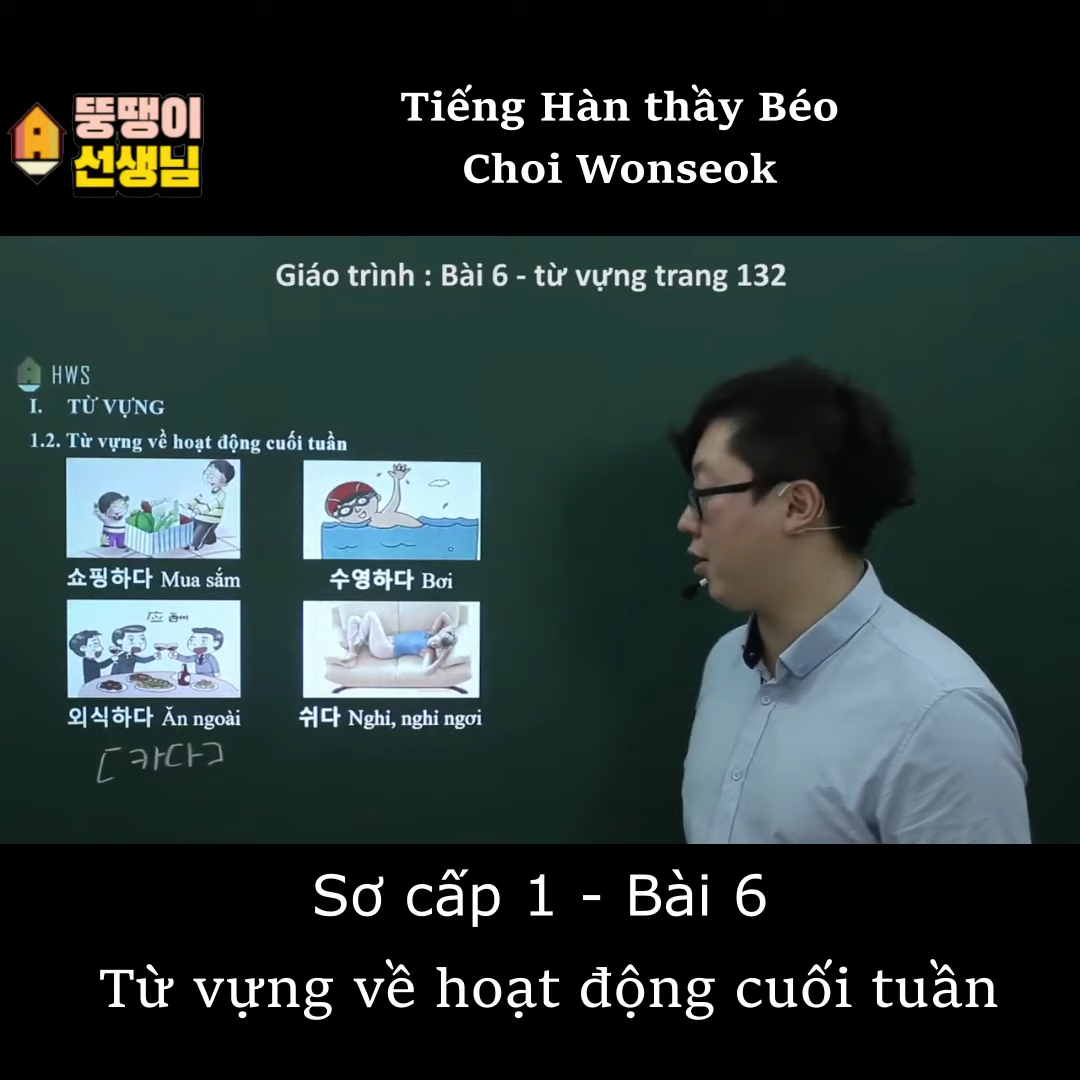 뚱땡이
선생님
Tiếng Hàn thầy Béo
Choi Wonseok
Giáo trình : Bài 6 - từ vựng trang 132
HWS
I. TỪ VỰNG
1.2. Từ vựng về hoạt động cuối tuần
쇼핑하다 Mua sắm
수영하다 Bơi
외식하다 Ăn ngoài
쉬다 Nghỉ, nghỉ ngơi
[카다]
Sơ cấp 1 - Bài 6
Từ vựng về hoạt động cuối tuần